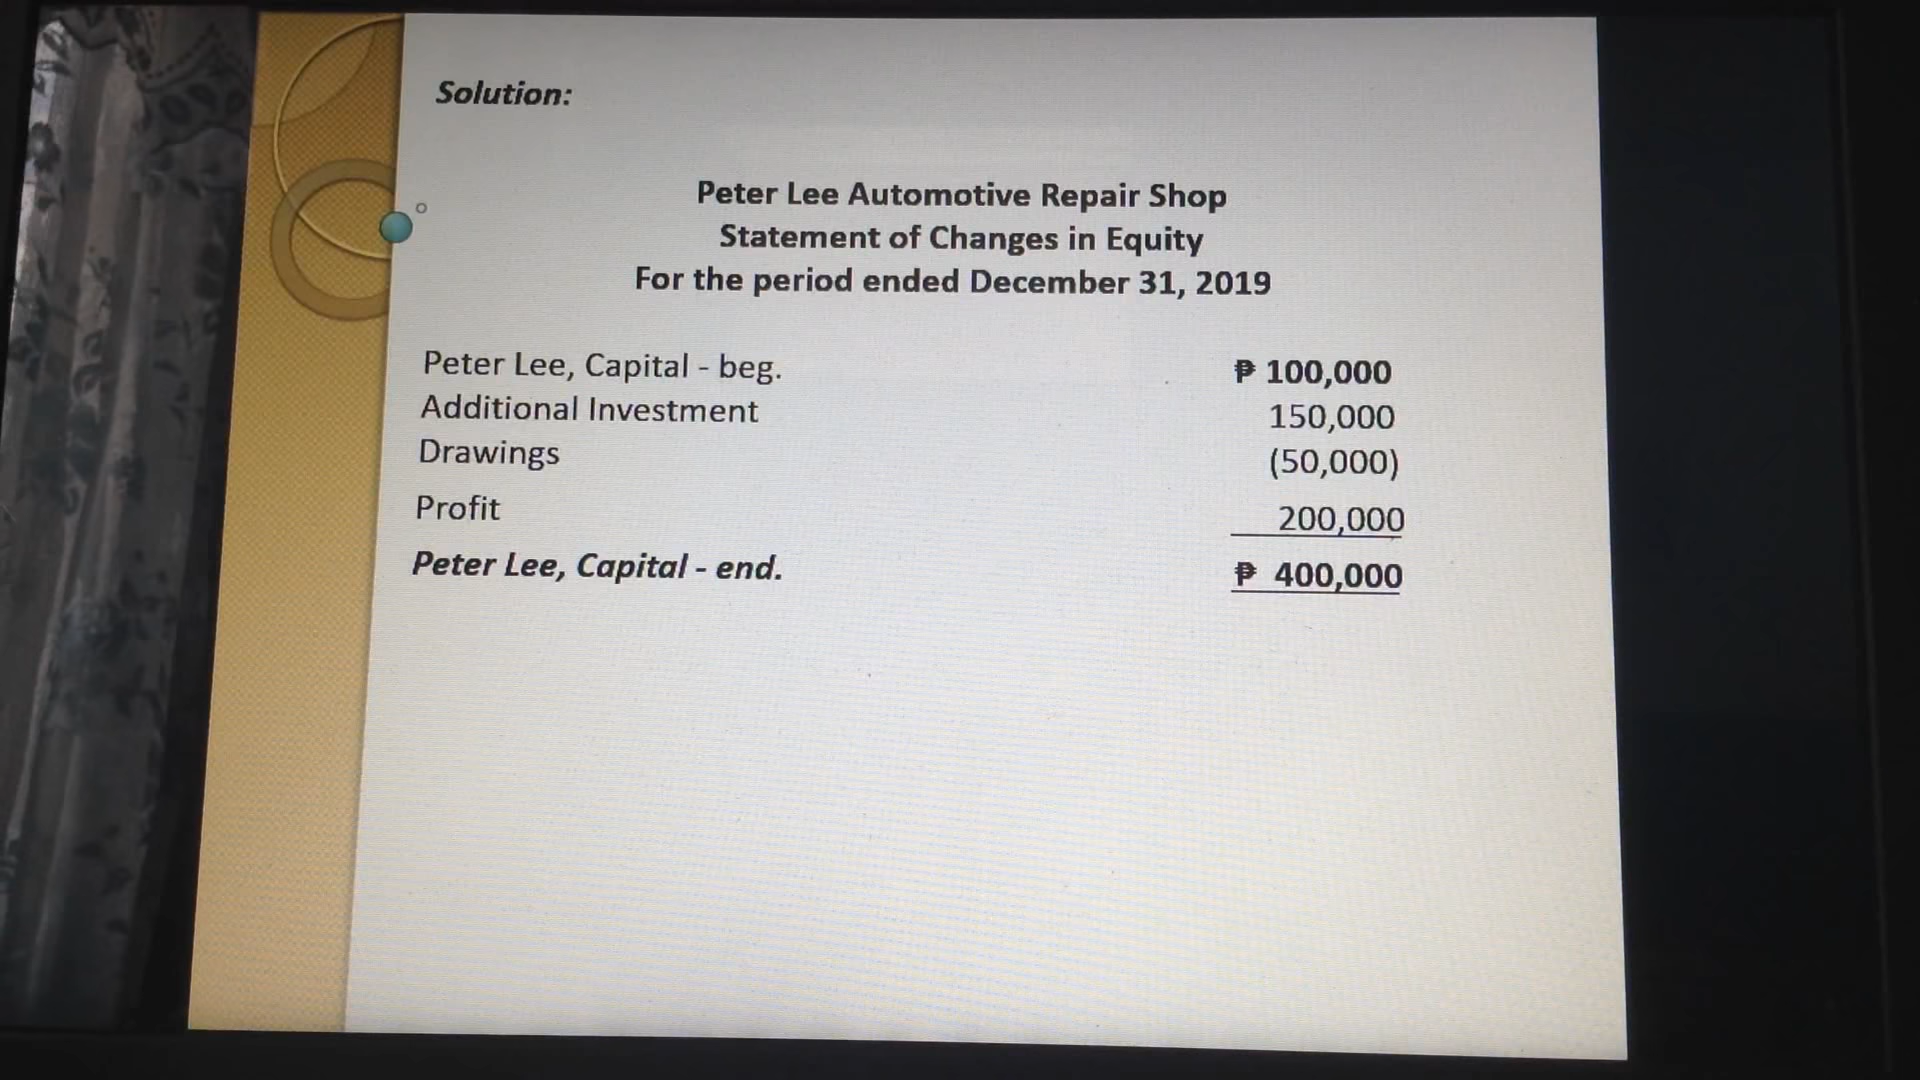 Solution:
Peter Lee Automotive Repair Shop
Statement of Changes in Equity
For the period ended December 31, 2019
Peter Lee, Capital - beg. ₱ 100,000
Additional Investment 150,000
Drawings (50,000)
Profit 200,000
Peter Lee, Capital - end. ₱ 400,000